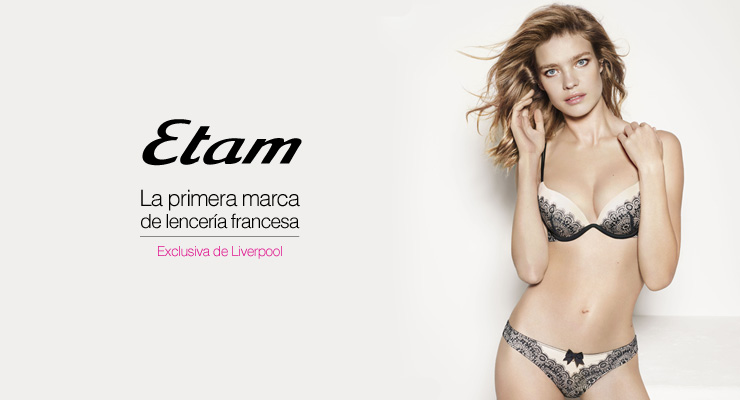 Etam
La primera marca
de lencería francesa
Exclusiva de Liverpool